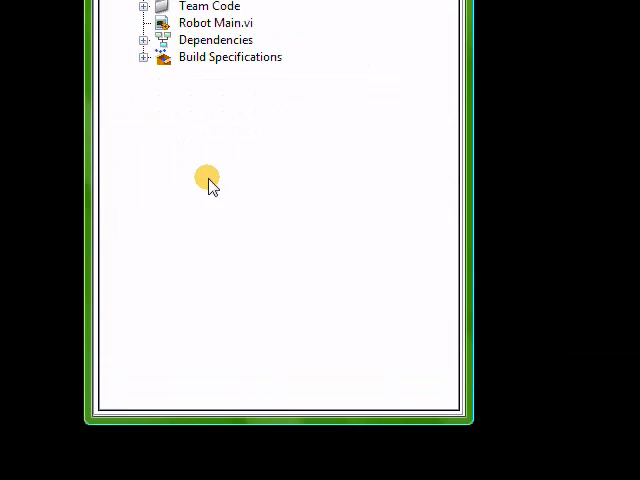 Team Code
Robot Main.vi
Dependencies
Build Specifications